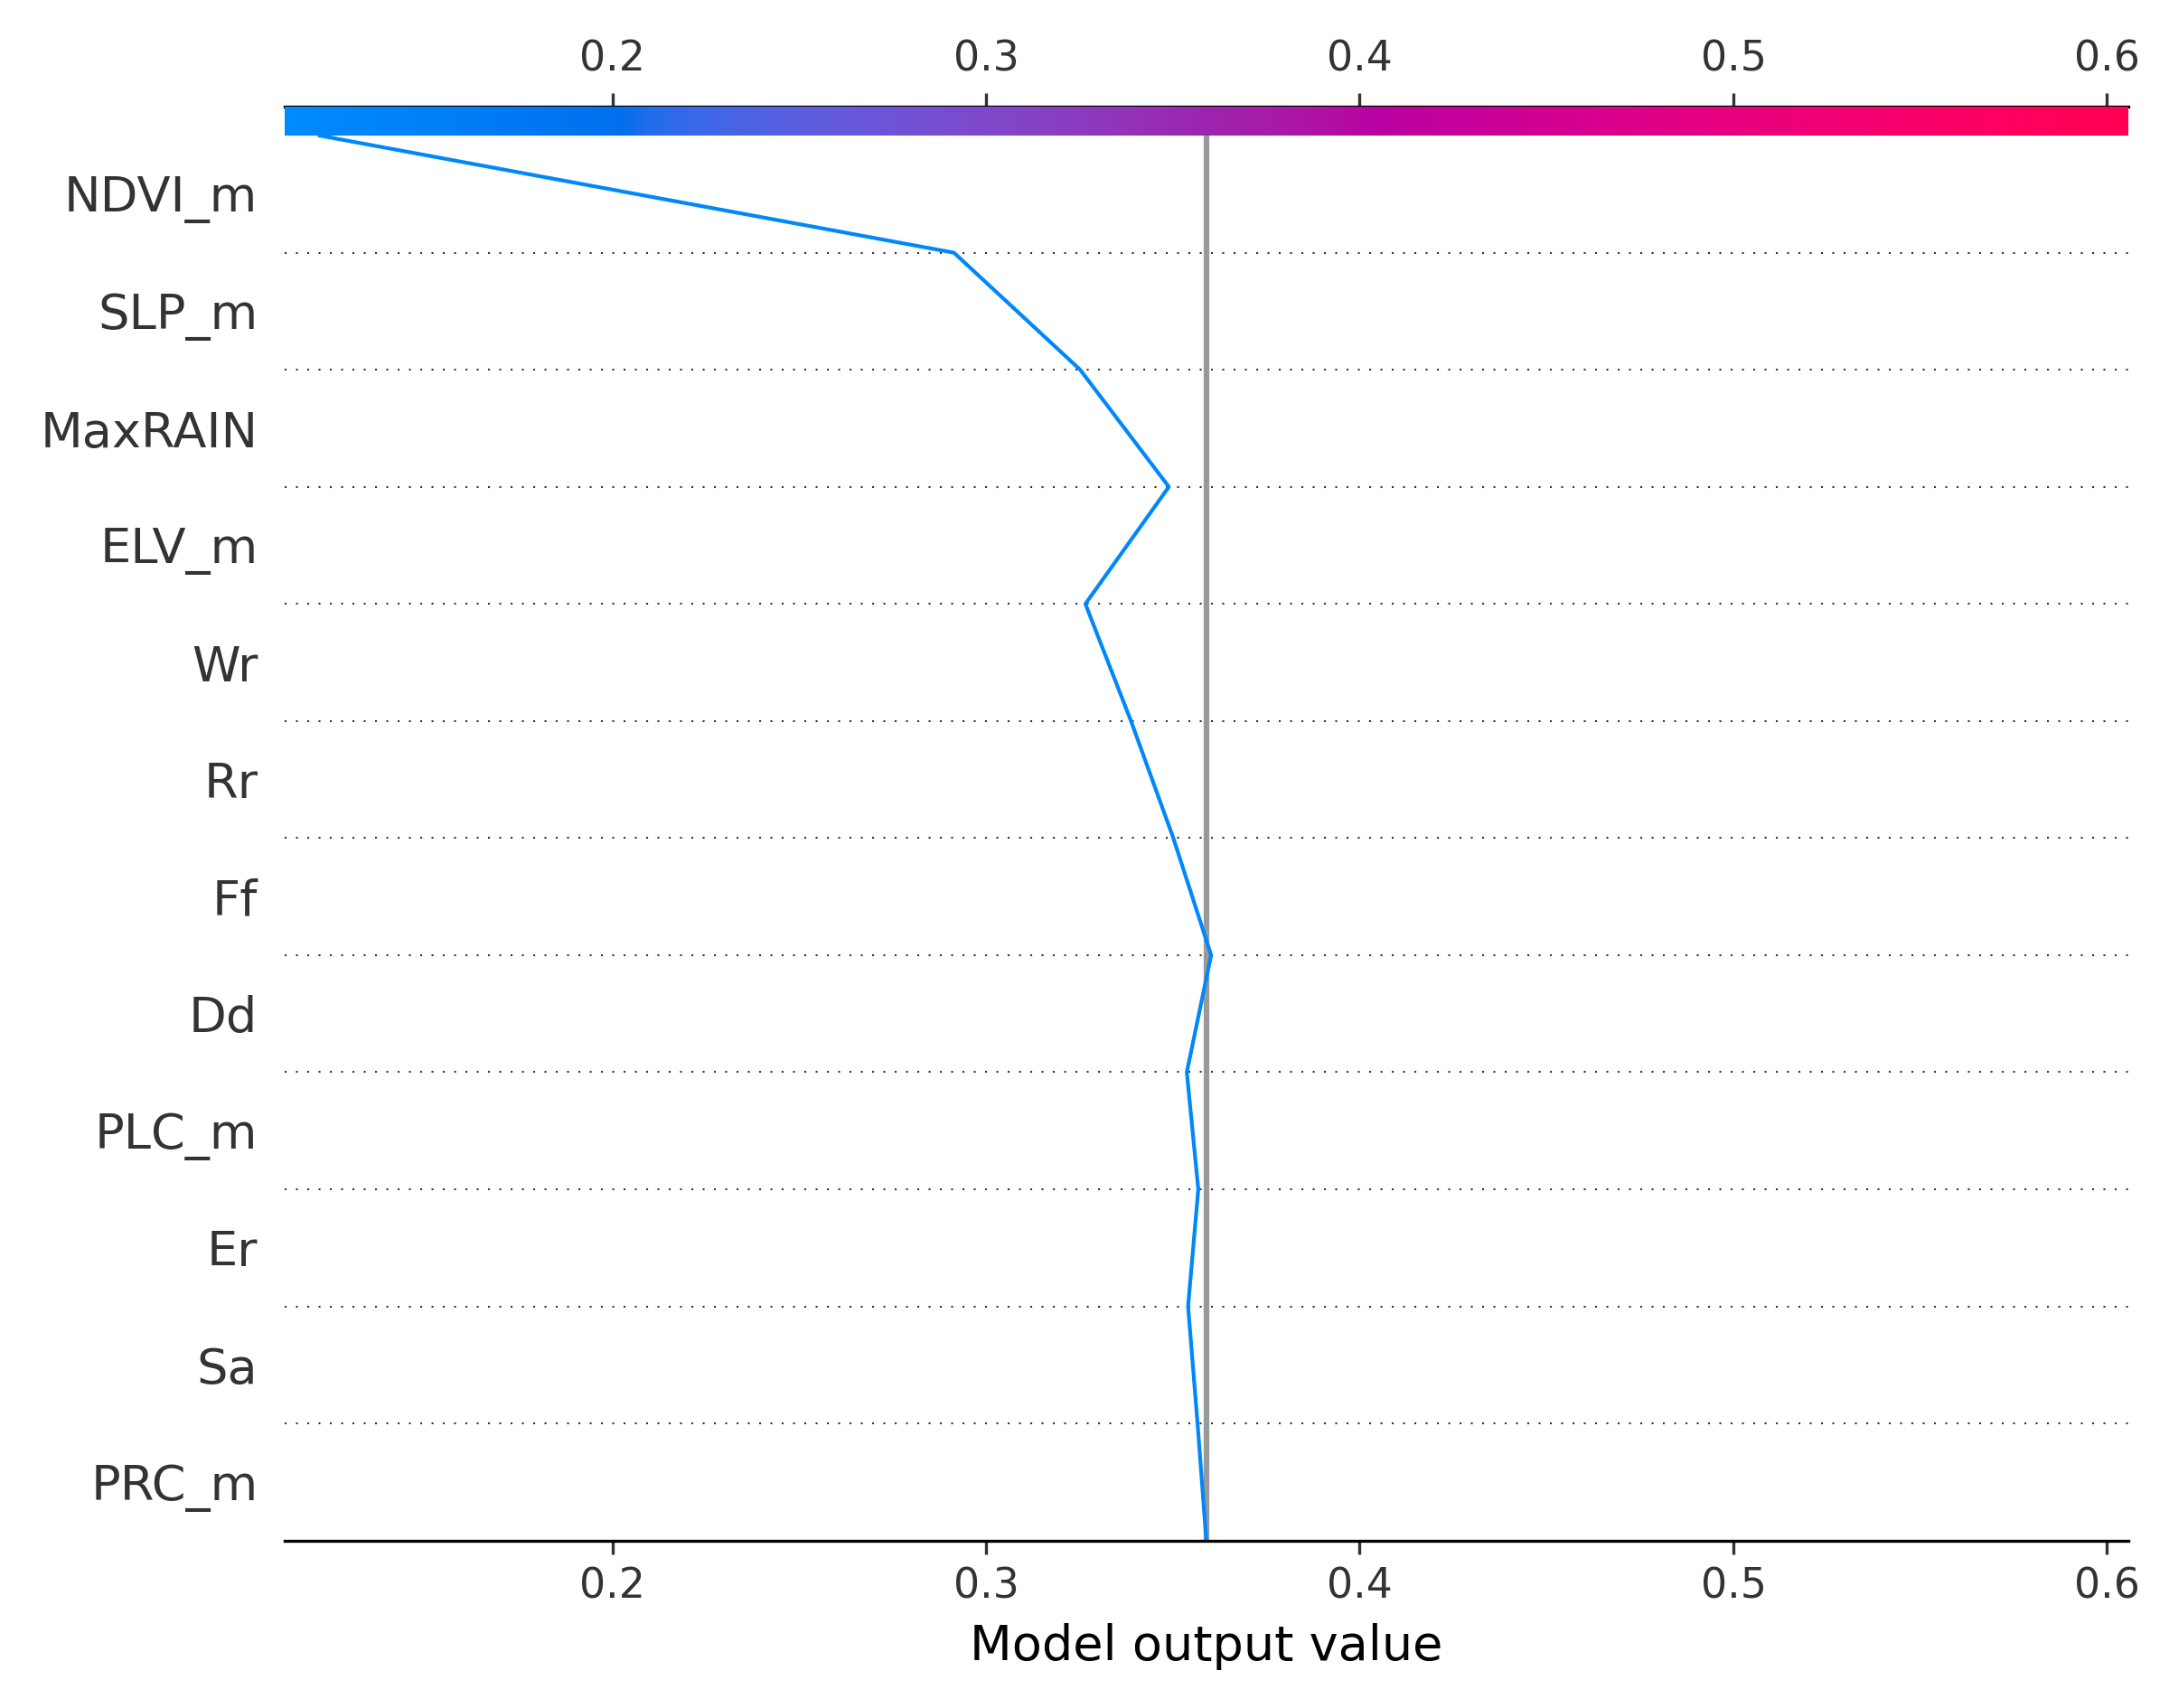 0.2 0.3 0.4 0.5 0.6
NDVI_m
SLP_m
MaxRAIN
ELV_m
Wr
Rr
Ff
Dd
PLC_m
Er
Sa
PRC_m
0.2 0.3 0.4 0.5 0.6
Model output value